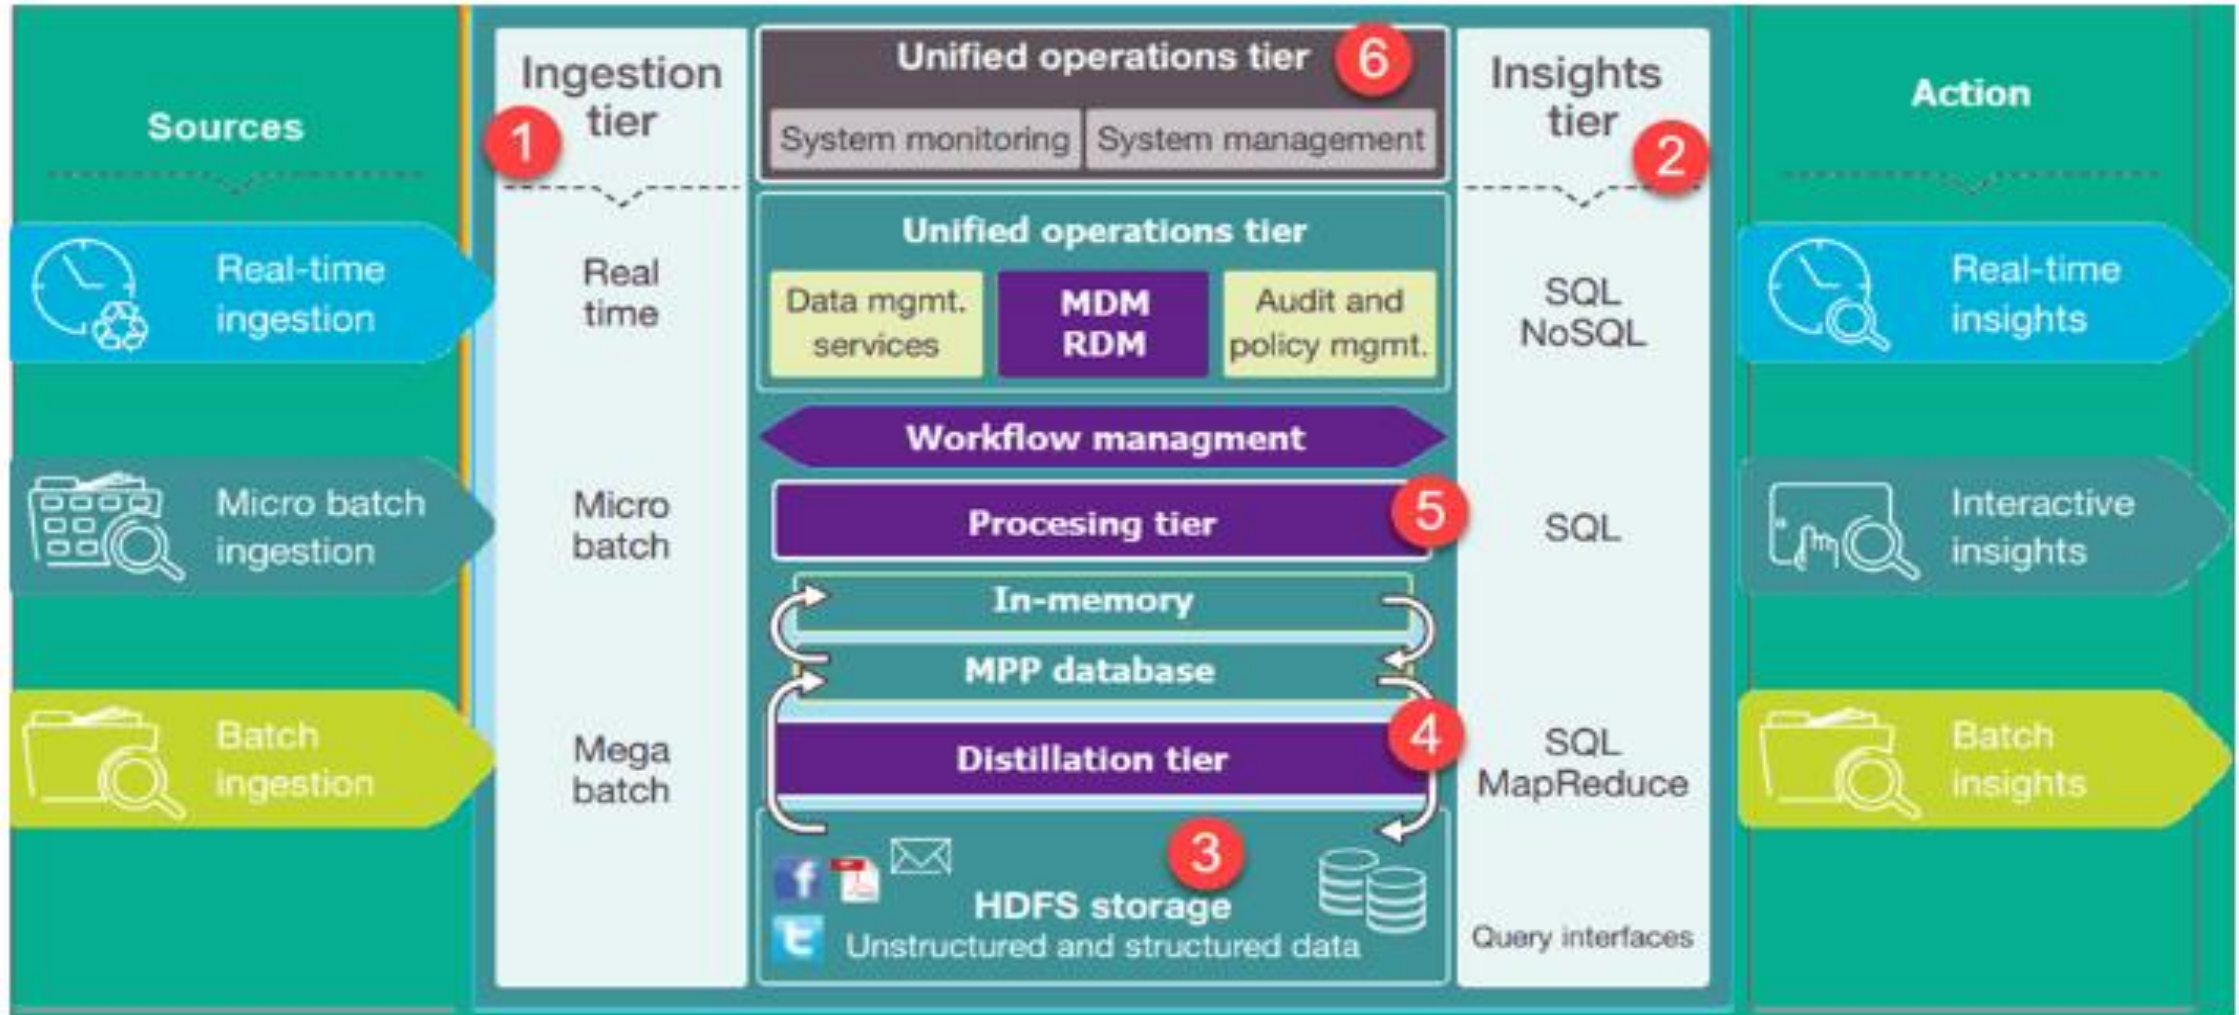 Sources
Real-time
ingestion
Micro batch
ingestion
Batch
ingestion
Ingestion
tier
1
Real
time
Micro
batch
Mega
batch
Unified operations tier
6
System monitoring
System management
Unified operations tier
Data mgmt.
services
MDM
RDM
Audit and
policy mgmt.
Workflow managment
Procesing tier
5
In-memory
MPP database
4
Distillation tier
3
f
t
HDFS storage
Unstructured and structured data
Insights
tier
2
SQL
NoSQL
SQL
SQL
MapReduce
Query interfaces
Action
Real-time
insights
Interactive
insights
Batch
insights